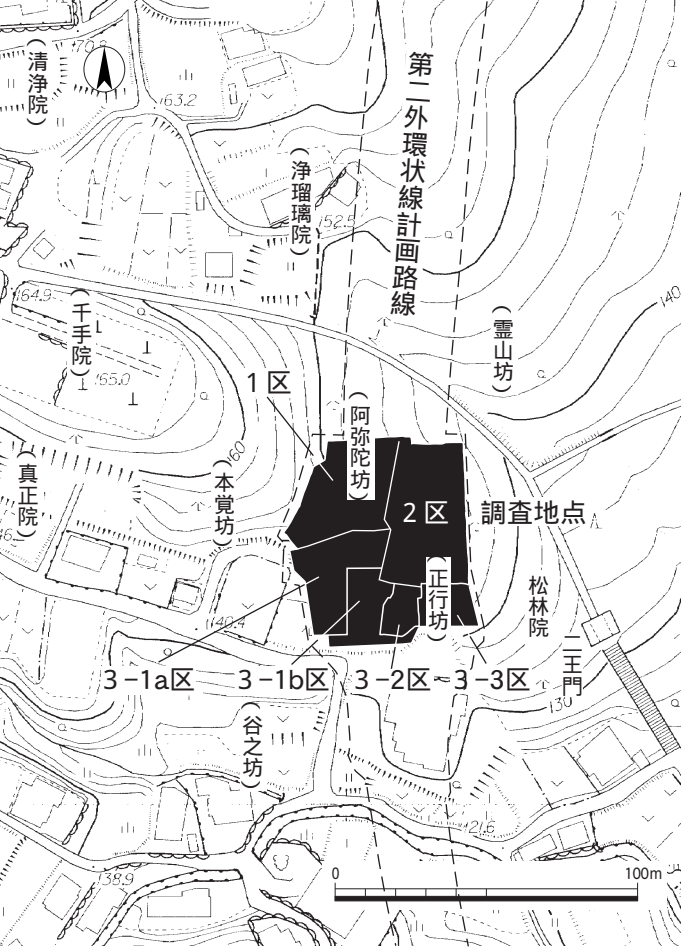 (清浄院)
170.2
163.2
(浄瑠璃院)
152.5
第二外環状線計画路線
164.9
(千手院)
165.0
(霊山坊)
140
1区
(阿弥陀坊)
160
(真正院)
(本覚坊)
2区
調査地点
(正行坊)
松林院
140.4
二王門
3-1a区
3-1b区
3-2区
3-3区
130
(谷之坊)
121.6
138.9
0
100m